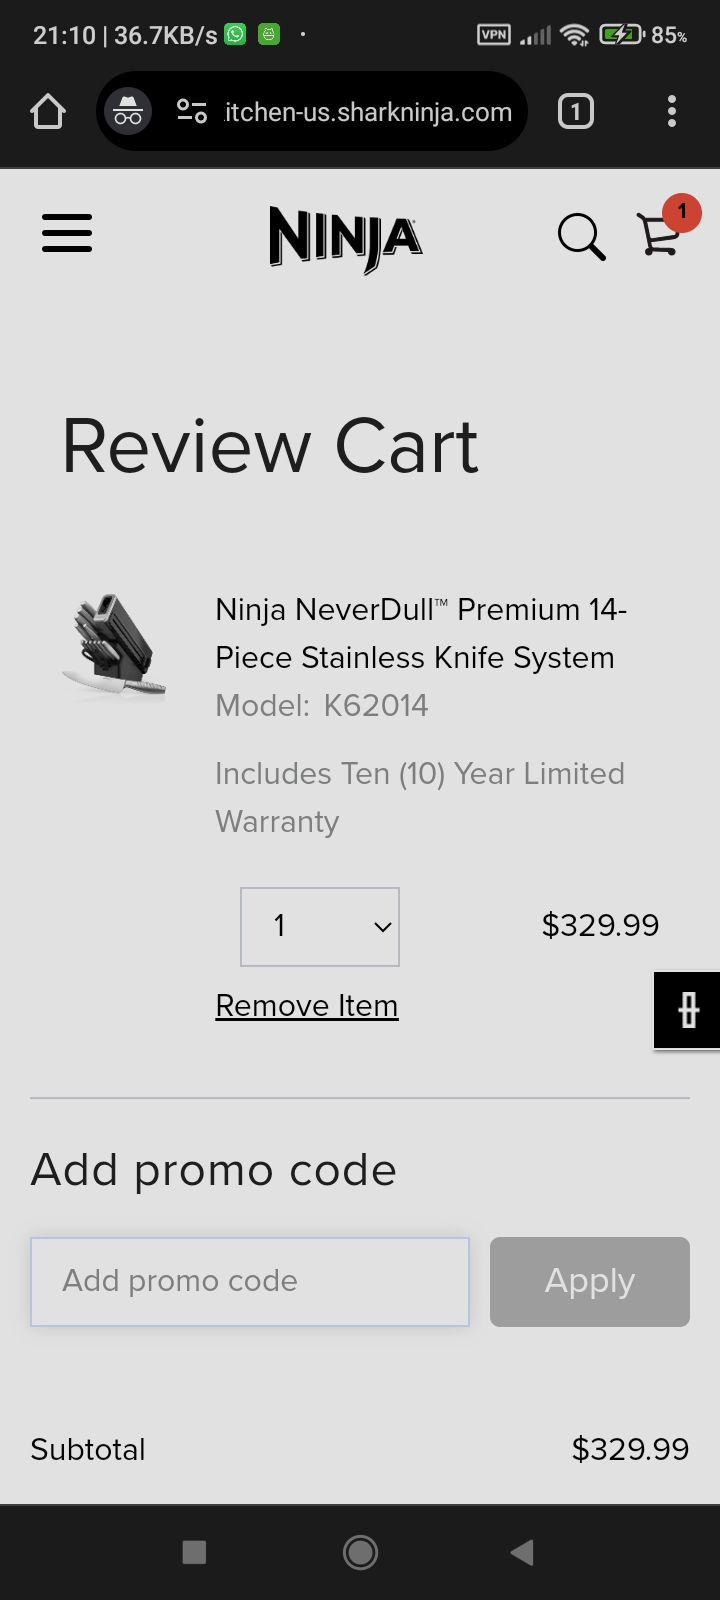 21:10 | 36.7KB/s
VPN
85%
itchen-us.sharkninja.com
1
NINJA
1
Review Cart
Ninja NeverDull™ Premium 14-
Piece Stainless Knife System
Model: K62014
Includes Ten (10) Year Limited
Warranty
1
$329.99
Remove Item
Add promo code
Add promo code
Apply
Subtotal
$329.99